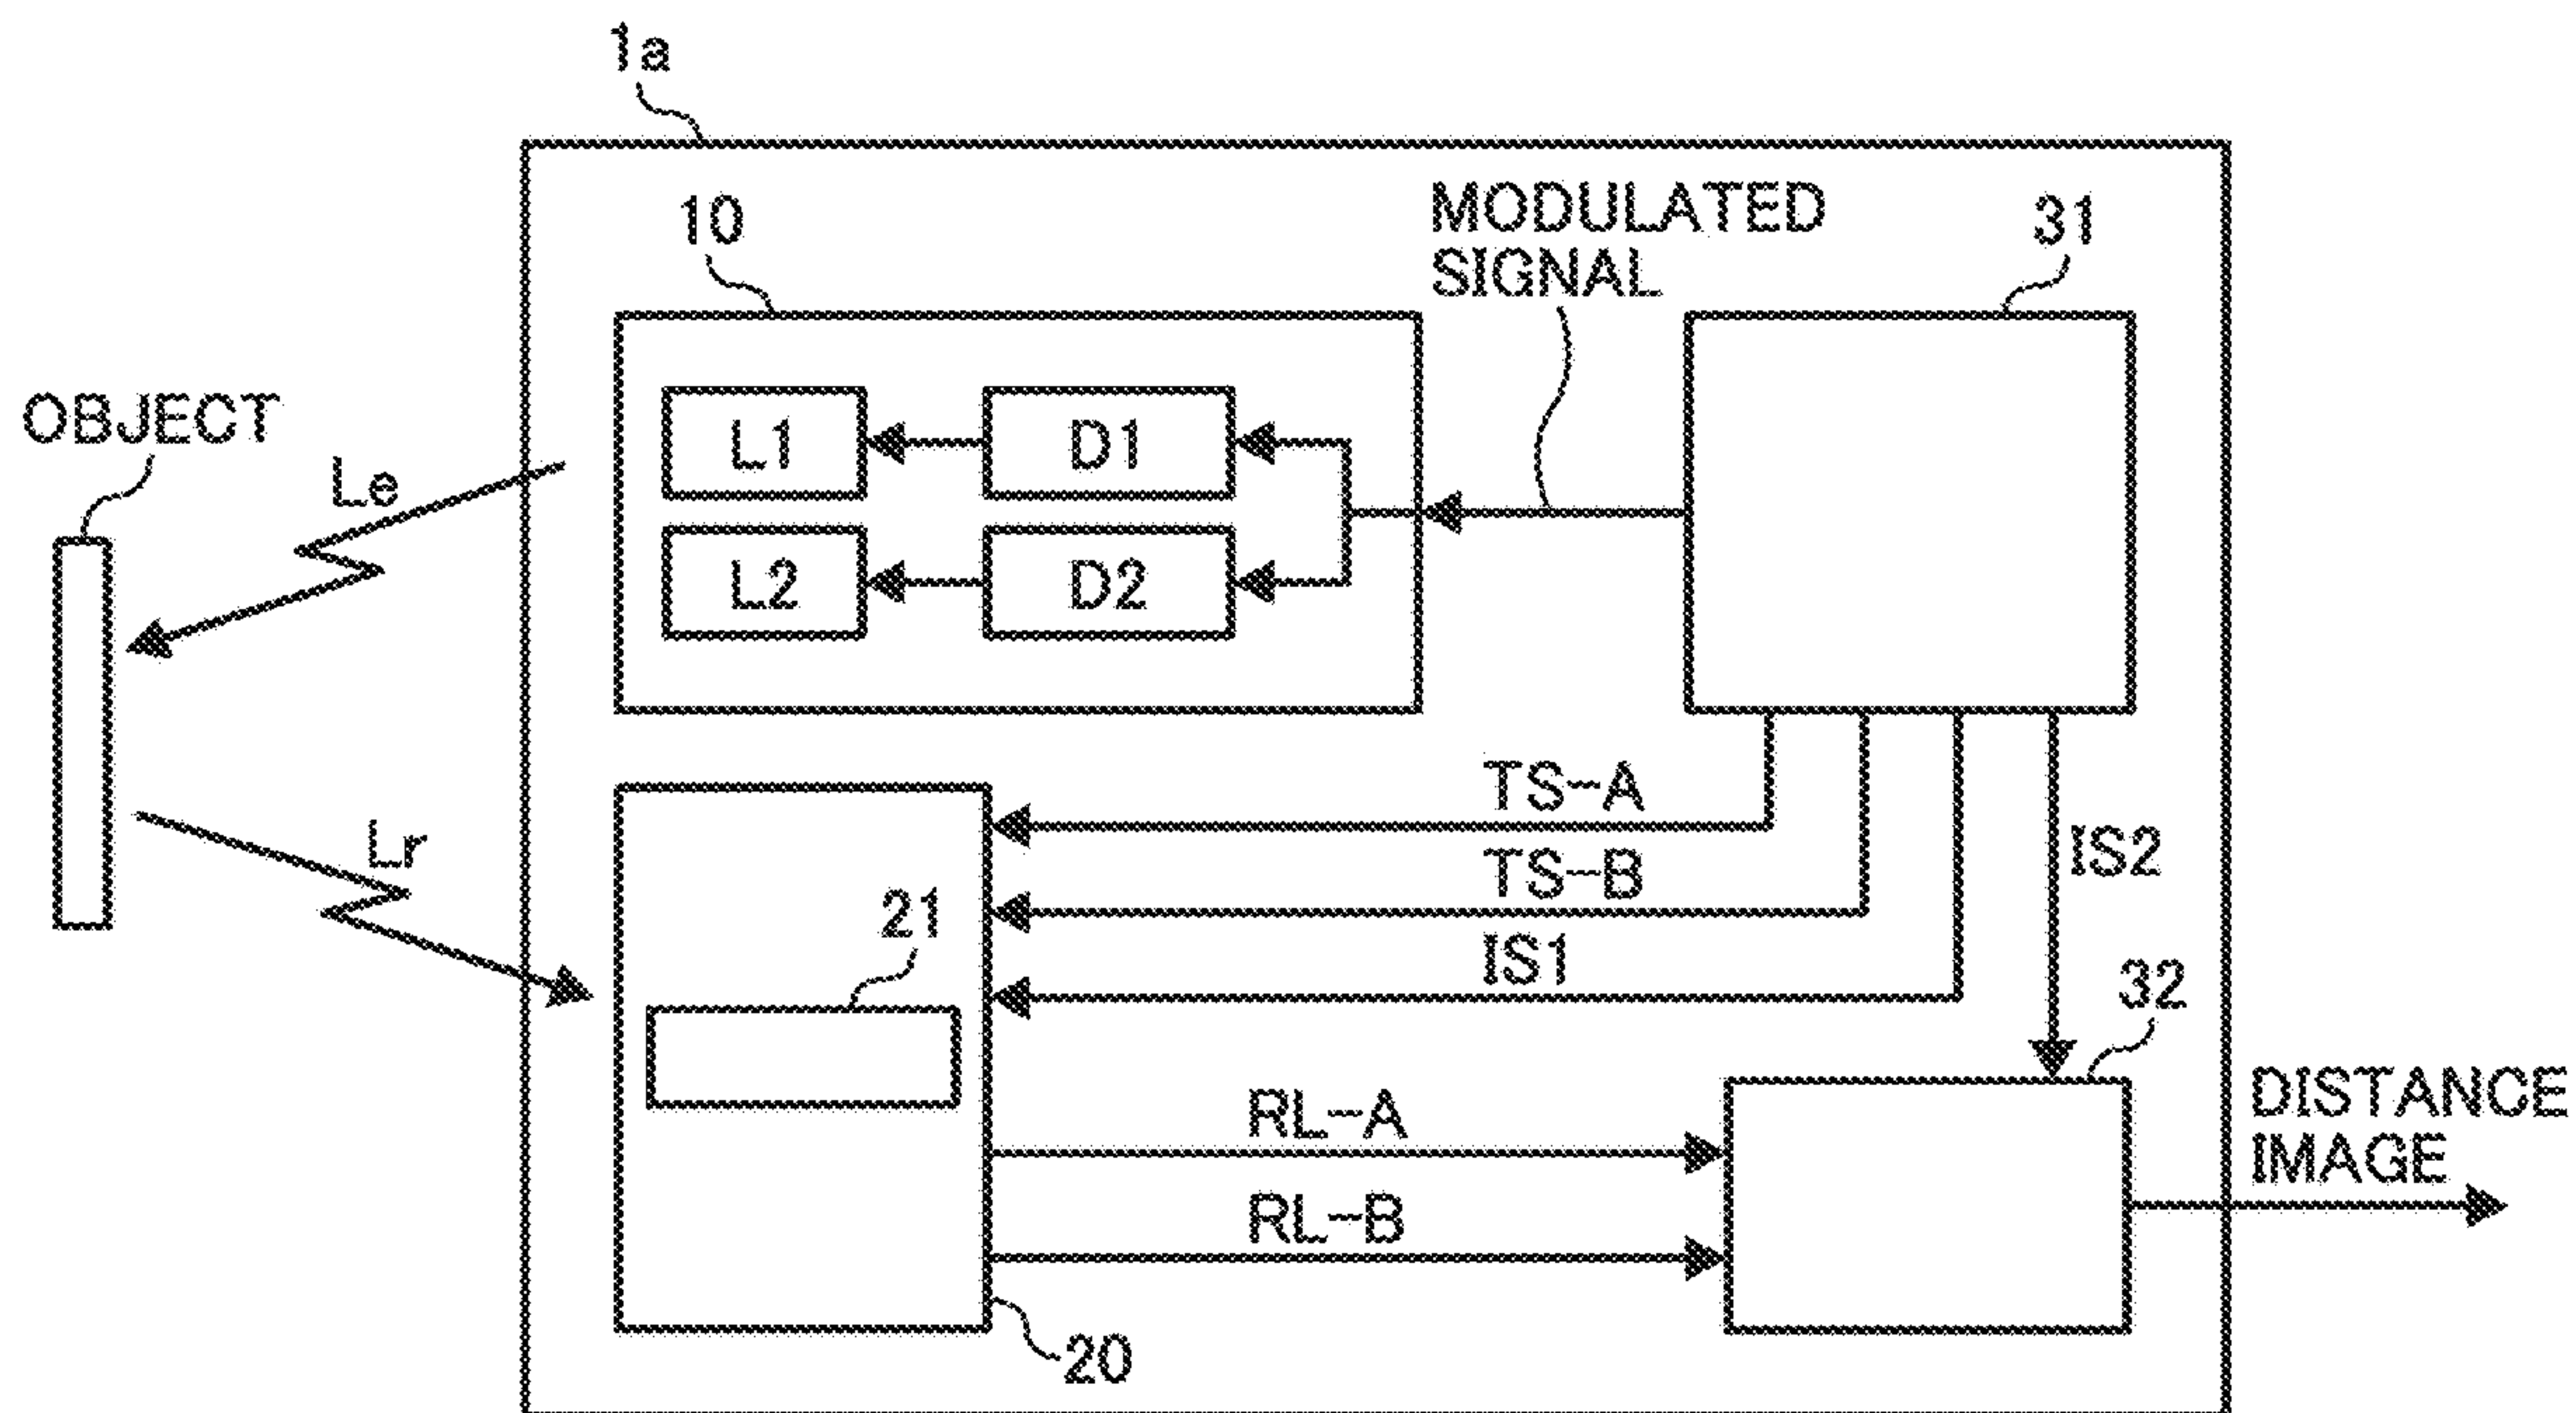 1a
10
MODULATED
SIGNAL
31
OBJECT
Le
L1
D1
L2
D2
TS-A
Lr
TS-B
IS2
21
IS1
32
RL-A
DISTANCE
IMAGE
RL-B
20